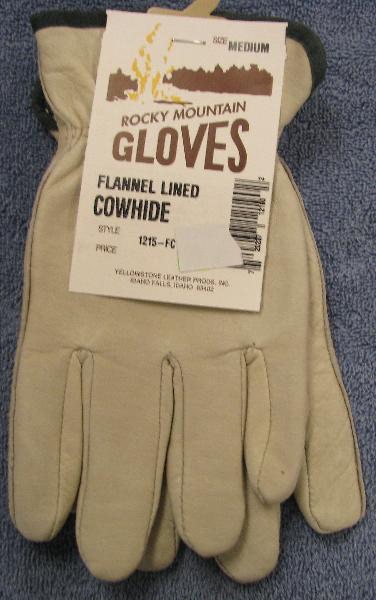 SIZE MEDIUM
ROCKY MOUNTAIN
GLOVES
FLANNEL LINED
COWHIDE
STYLE 1215-FC
PRICE
YELLOWSTONE LEATHER PRODS, INC.
IDAHO FALLS, IDAHO 83402